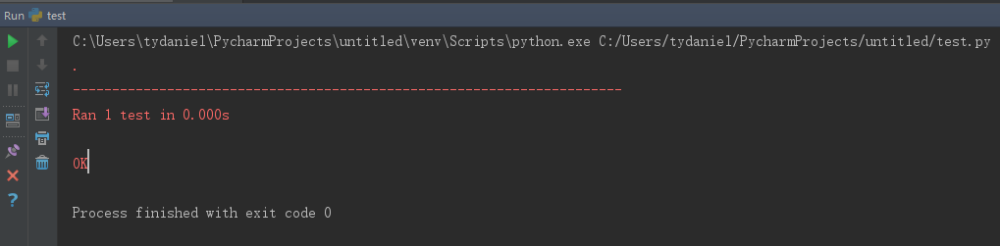 Run test
C:\Users\tydaniel\PycharmProjects\untitled\venv\Scripts\python.exe C:/Users/tydaniel/PycharmProjects/untitled/test.py
.
----------------------------------------------------------------------
Ran 1 test in 0.000s
OK
Process finished with exit code 0